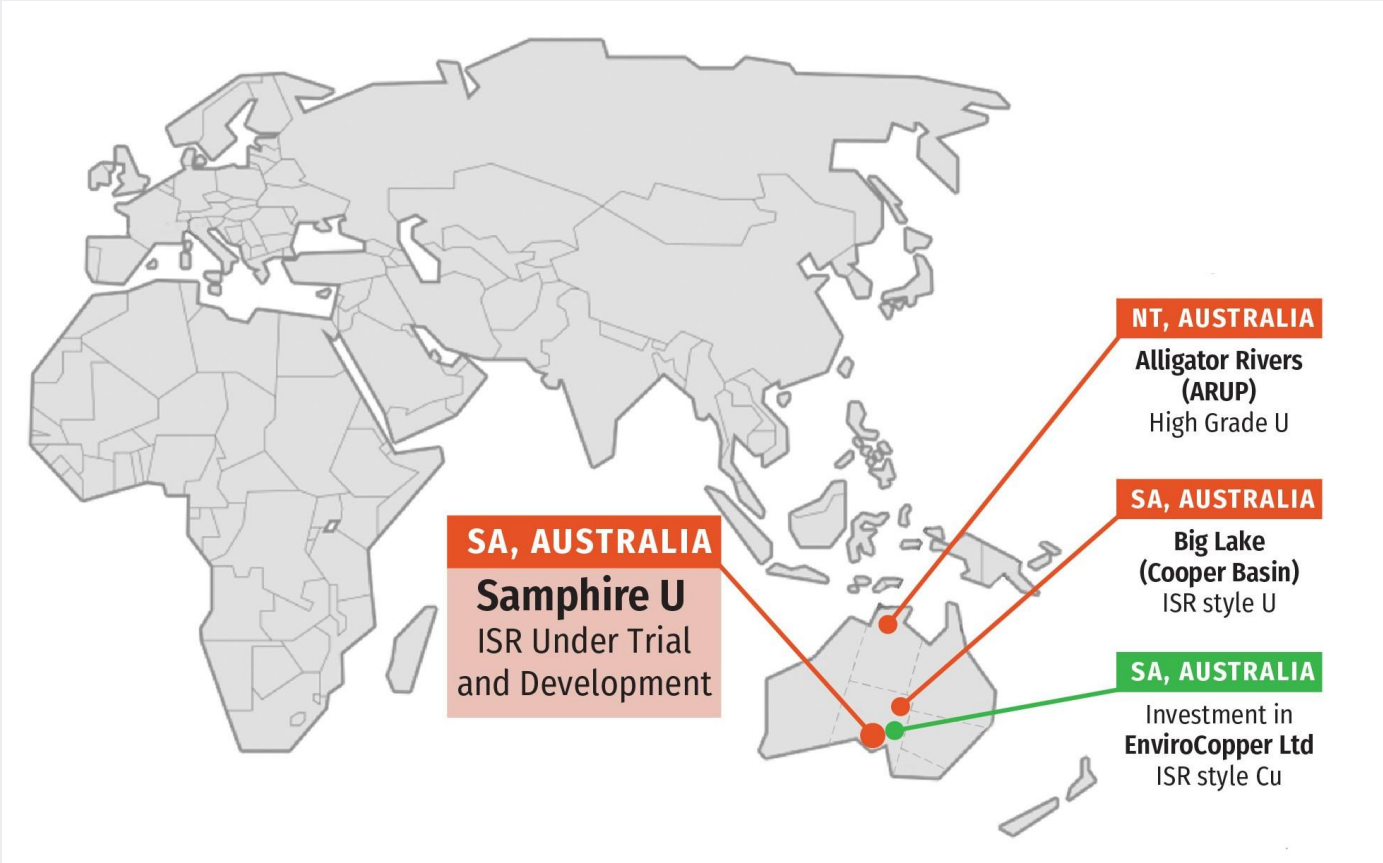 NT, AUSTRALIA
Alligator Rivers
(ARUP)
High Grade U
SA, AUSTRALIA
Big Lake
(Cooper Basin)
ISR style U
SA, AUSTRALIA
Samphire U
ISR Under Trial
and Development
SA, AUSTRALIA
Investment in
EnviroCopper Ltd
ISR style Cu